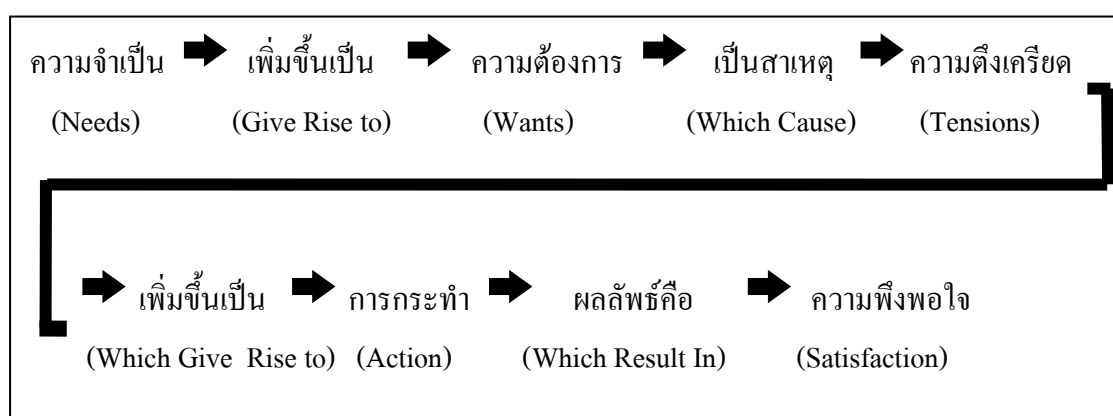 ความจำเป็น เพิ่มขึ้นเป็น ความต้องการ เป็นสาเหตุ ความตึงเครียด
(Needs) (Give Rise to) (Wants) (Which Cause) (Tensions)
เพิ่มขึ้นเป็น การกระทำ ผลลัพธ์คือ ความพึงพอใจ
(Which Give Rise to) (Action) (Which Result In) (Satisfaction)